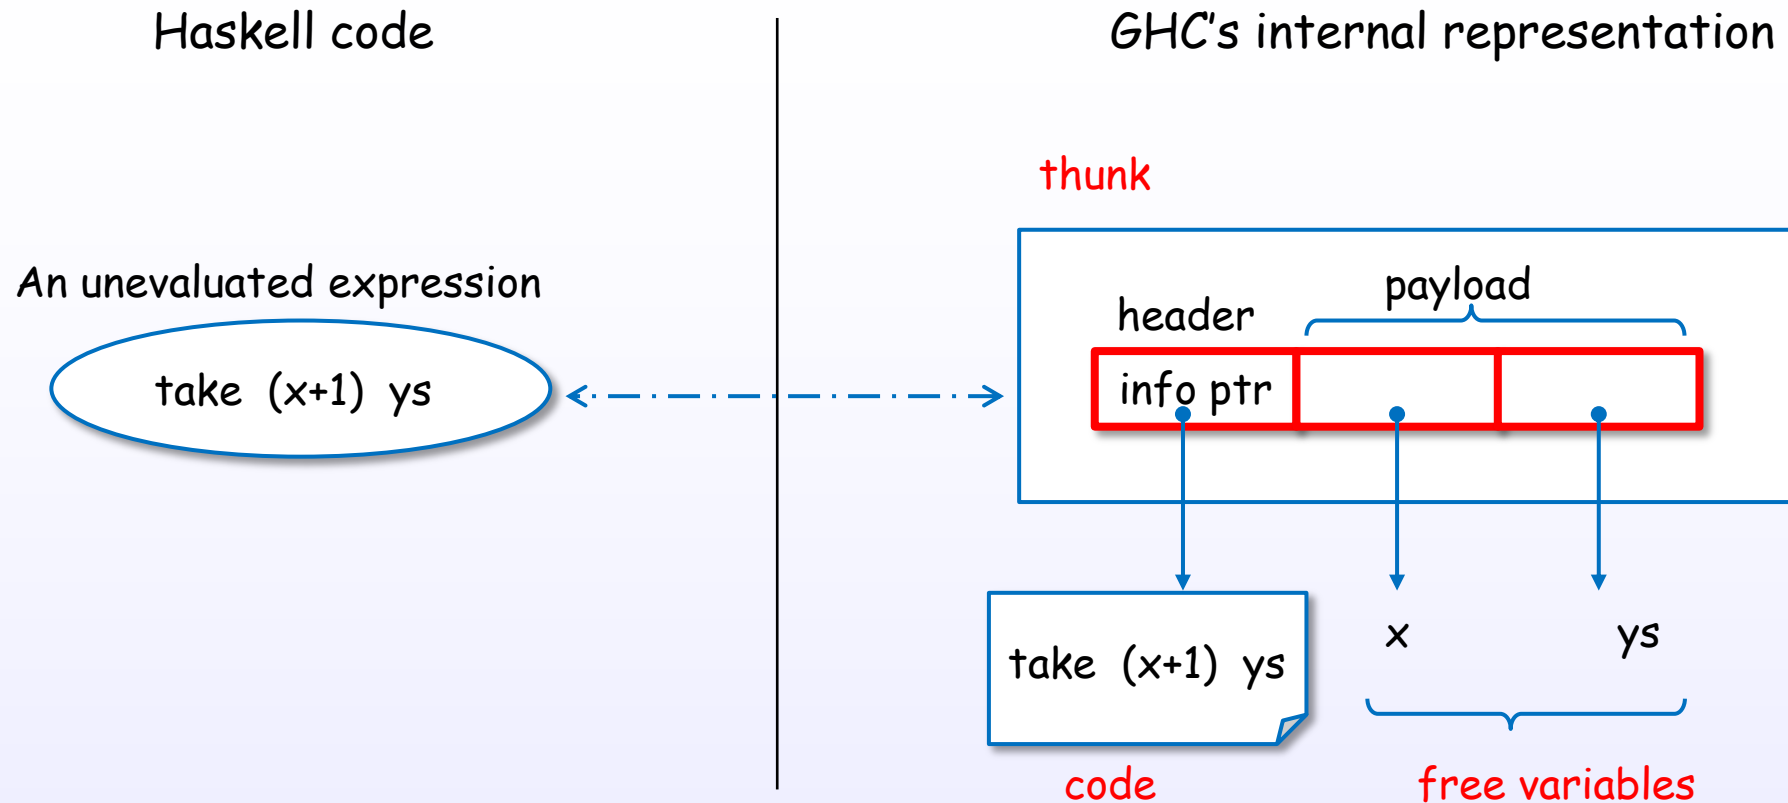 Haskell code
GHC's internal representation
An unevaluated expression
take (x+1) ys
thunk
payload
header
info ptr
take (x+1) ys
x
ys
code
free variables